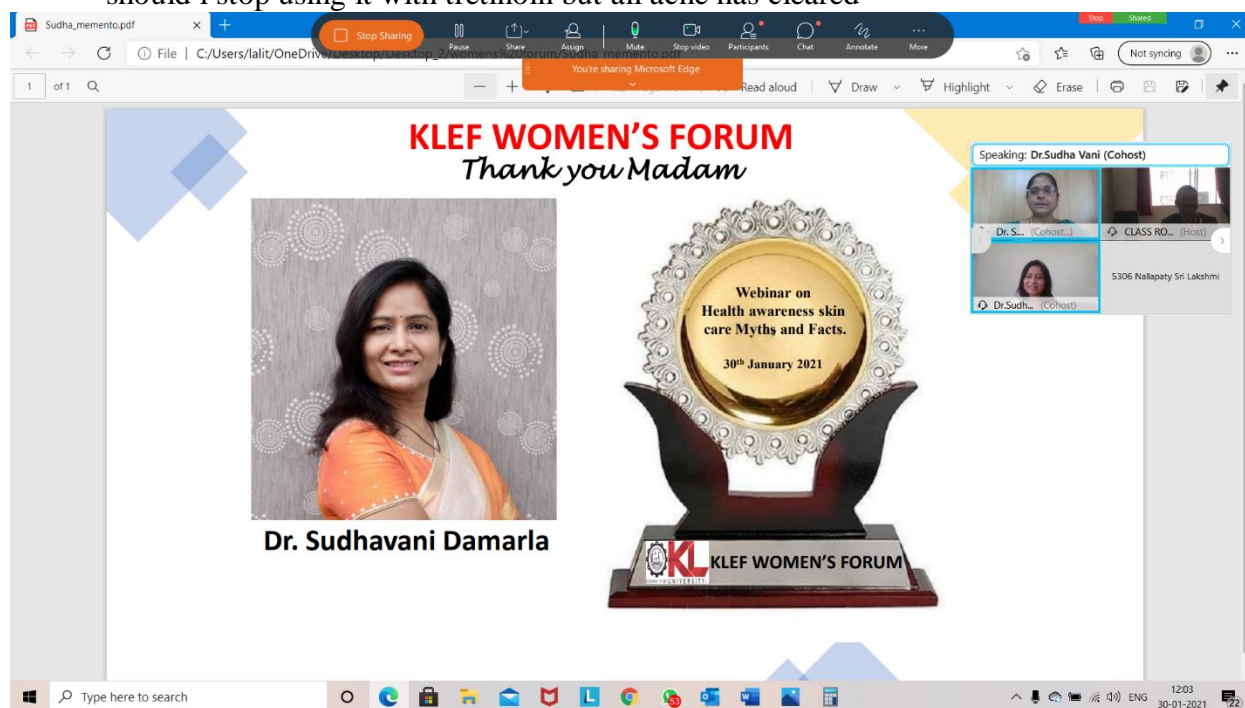 should I stop using it with tretinoin but all acne has cleared
Sudha_memento.pdf
Stop Sharing
Pause
Share
Assign
Mute
Stop video
Participants
Chat
Annotate
More
Stop
Shared
File | C:/Users/lalit/OneDrive/Desktop/Desktop_2/womens%20forum/Sudha_memento.pdf
Not syncing
You're sharing Microsoft Edge
1 of 1
Read aloud
Draw
Highlight
Erase
KLEF WOMEN'S FORUM
Thank you Madam
Speaking: Dr.Sudha Vani (Cohost)
Dr. S... (Cohost...)
CLASS RO... (Host)
Dr.Sudh... (Cohost)
5306 Nallapaty Sri Lakshmi
Webinar on
Health awareness skin
care Myths and Facts.
30th January 2021
Dr. Sudhavani Damarla
KL
KLEF WOMEN'S FORUM
Type here to search
53
ENG
12:03
30-01-2021
22